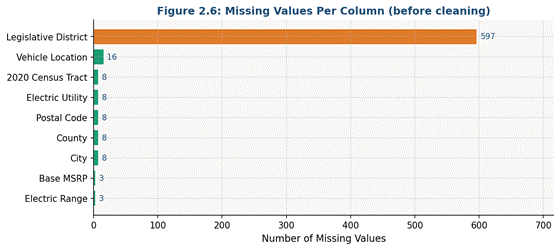 Figure 2.6: Missing Values Per Column (before cleaning)
Legislative District 597
Vehicle Location 16
2020 Census Tract 8
Electric Utility 8
Postal Code 8
County 8
City 8
Base MSRP 3
Electric Range 3
0 100 200 300 400 500 600 700
Number of Missing Values